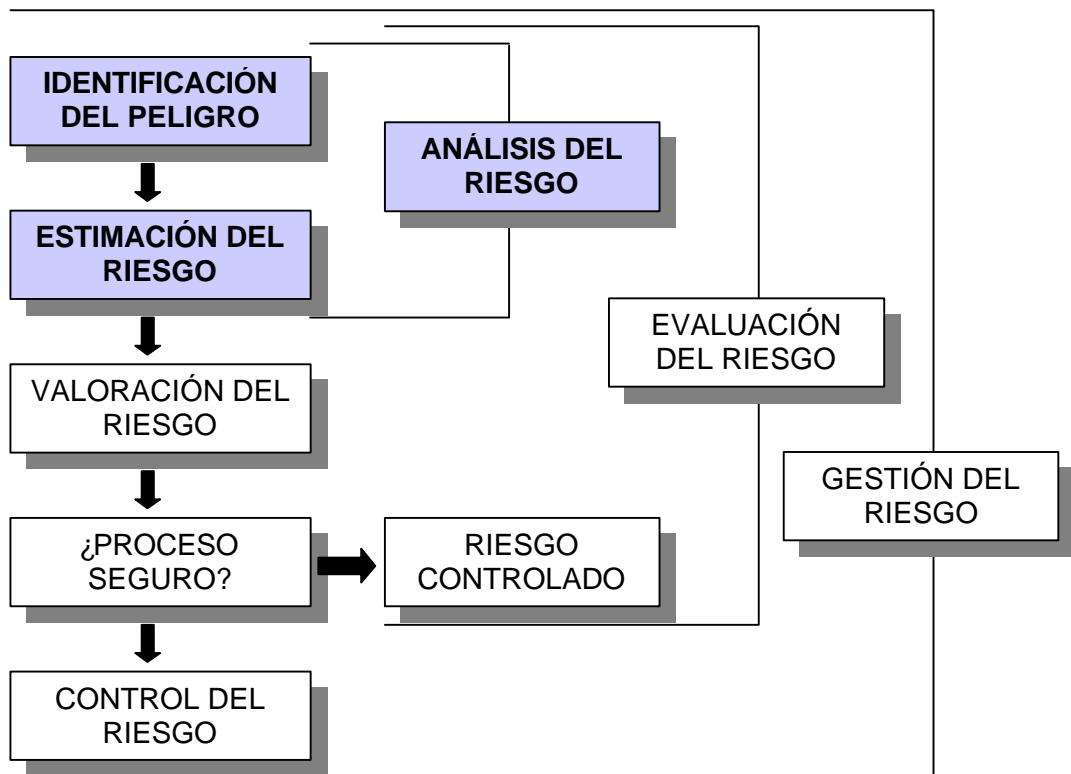 IDENTIFICACIÓN
DEL PELIGRO
ANÁLISIS DEL
RIESGO
ESTIMACIÓN DEL
RIESGO
EVALUACIÓN
DEL RIESGO
VALORACIÓN DEL
RIESGO
GESTIÓN DEL
RIESGO
¿PROCESO
SEGURO?
RIESGO
CONTROLADO
CONTROL DEL
RIESGO